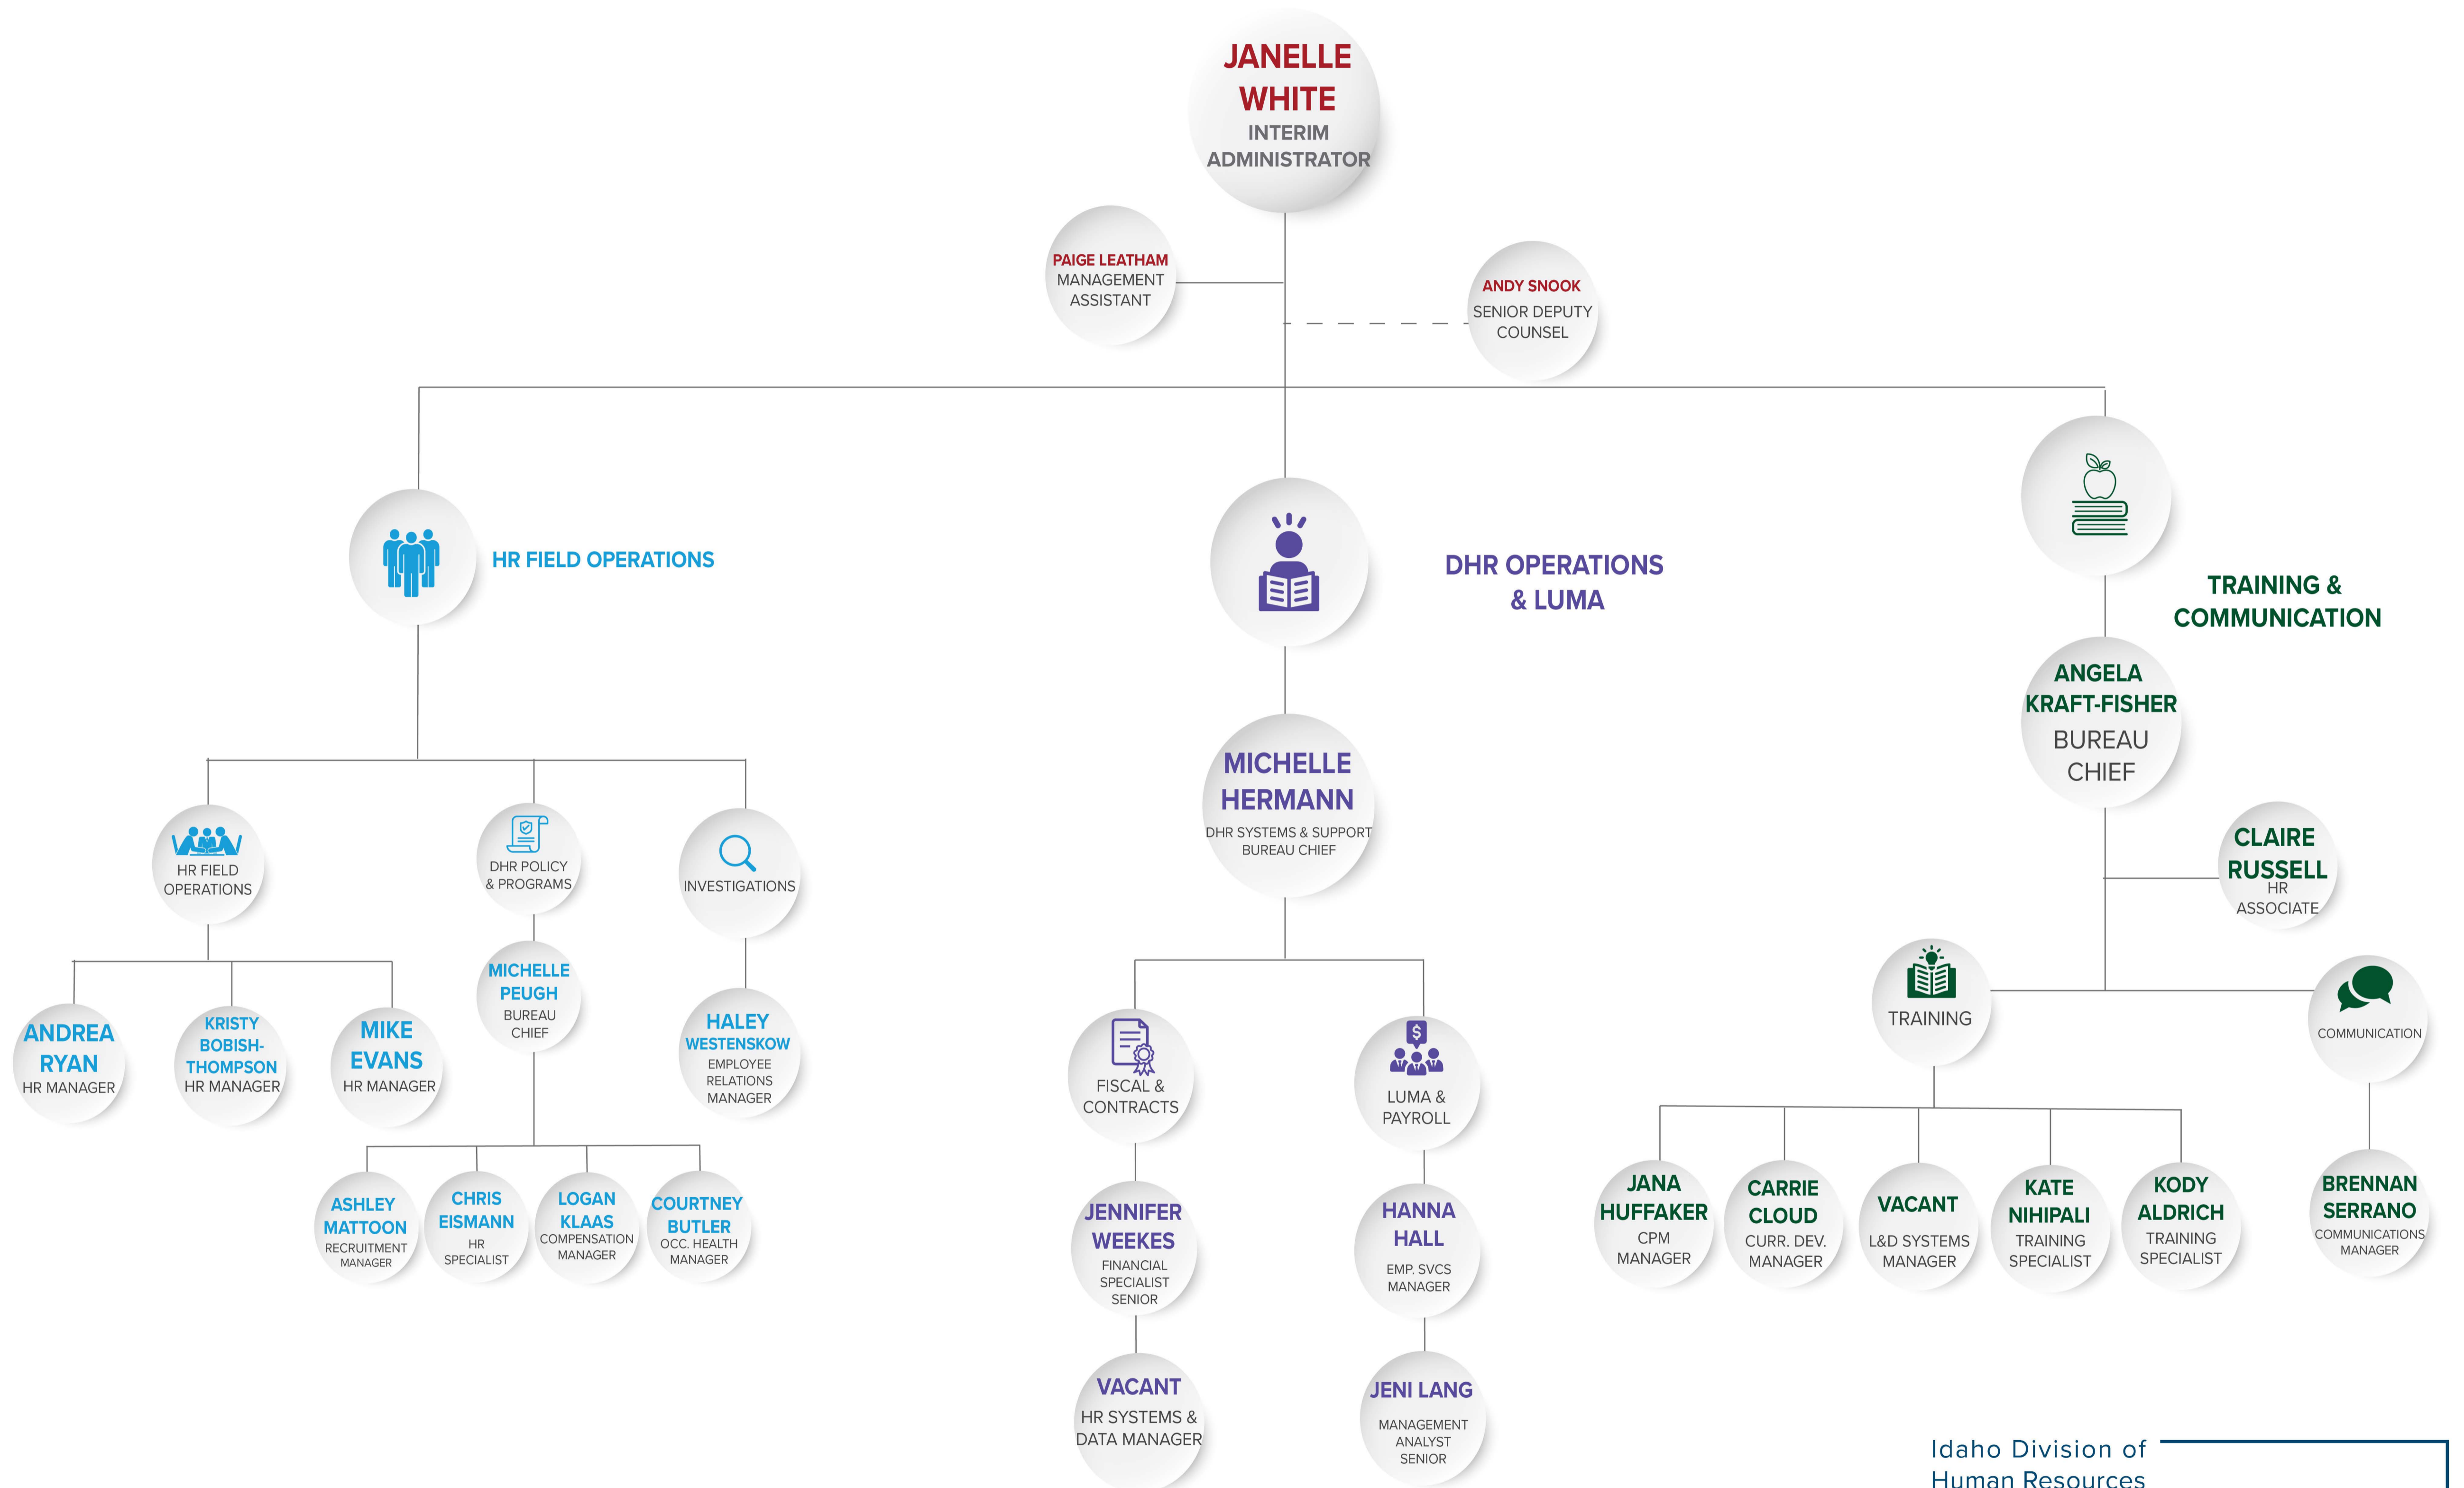 JANELLE
WHITE
INTERIM
ADMINISTRATOR
PAIGE LEATHAM
MANAGEMENT
ASSISTANT
ANDY SNOOK
SENIOR DEPUTY
COUNSEL
HR FIELD OPERATIONS
DHR OPERATIONS
& LUMA
TRAINING &
COMMUNICATION
HR FIELD
OPERATIONS
ANDREA
RYAN
HR MANAGER
KRISTY
BOBISH-
THOMPSON
HR MANAGER
MIKE
EVANS
HR MANAGER
DHR POLICY
& PROGRAMS
MICHELLE
PEUGH
BUREAU
CHIEF
ASHLEY
MATTOON
RECRUITMENT
MANAGER
CHRIS
EISMANN
HR
SPECIALIST
LOGAN
KLAAS
COMPENSATION
MANAGER
COURTNEY
BUTLER
OCC. HEALTH
MANAGER
INVESTIGATIONS
HALEY
WESTENSKOW
EMPLOYEE
RELATIONS
MANAGER
MICHELLE
HERMANN
DHR SYSTEMS & SUPPORT
BUREAU CHIEF
FISCAL &
CONTRACTS
JENNIFER
WEEKES
FINANCIAL
SPECIALIST
SENIOR
VACANT
HR SYSTEMS &
DATA MANAGER
LUMA &
PAYROLL
HANNA
HALL
EMP. SVCS
MANAGER
JENI LANG
MANAGEMENT
ANALYST
SENIOR
ANGELA
KRAFT-FISHER
BUREAU
CHIEF
CLAIRE
RUSSELL
HR
ASSOCIATE
TRAINING
JANA
HUFFAKER
CPM
MANAGER
CARRIE
CLOUD
CURR. DEV.
MANAGER
VACANT
L&D SYSTEMS
MANAGER
KATE
NIHIPALI
TRAINING
SPECIALIST
KODY
ALDRICH
TRAINING
SPECIALIST
COMMUNICATION
BRENNAN
SERRANO
COMMUNICATIONS
MANAGER
Idaho Division of
Human Resources